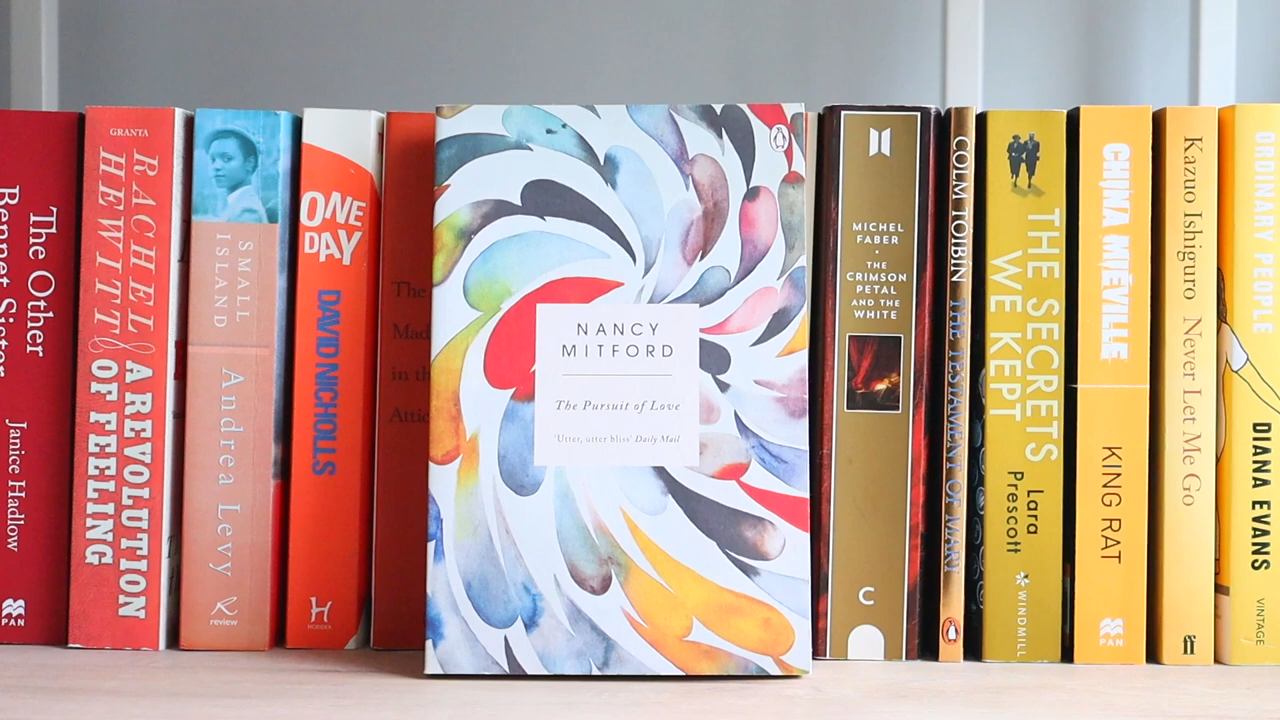 The Other
Bennet Sister
Janice Hadlow
PAN
GRANTA
RACHEL
HEWITT &
A REVOLUTION
OF FEELING
SMALL
ISLAND
Andrea Levy
review
ONE
DAY
DAVID NICHOLLS
H
HODDER
The
Mad
in th
Attic
NANCY
MITFORD
The Pursuit of Love
'Utter, utter bliss' Daily Mail
MICHEL
FABER
·
THE
CRIMSON
PETAL
AND THE
WHITE
C
COLM TÓIBÍN THE TESTAMENT OF MARY
THE SECRETS
WE KEPT
Lara
Prescott
WINDMILL
CHINA MIÉVILLE
KING RAT
PAN
Kazuo Ishiguro Never Let Me Go
ff
ORDINARY PEOPLE
DIANA EVANS
VINTAGE